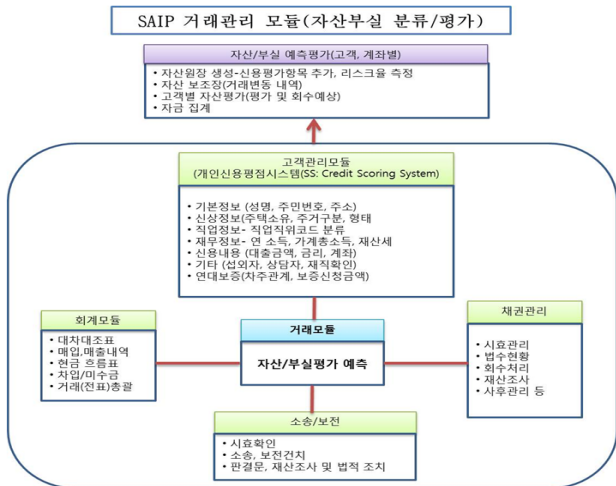 SAIP 거래관리 모듈(자산부실 분류/평가)
자산/부실 예측평가(고객, 계좌별)
• 자산원장 생성-신용평가항목 추가, 리스크율 측정
• 자산 보조장(거래변동 내역)
• 고객별 자산평가(평가 및 회수예상)
• 자금 집계
고객관리모듈
(개인신용평점시스템(SS: Credit Scoring System)
• 기본정보 (성명, 주민번호, 주소)
• 신상정보(주택소유, 주거구분, 형태
• 직업정보- 직업직위코드 분류
• 재무정보- 연 소득, 가계총소득, 재산세
• 신용내용 (대출금액, 금리, 계좌)
• 기타 (섭외자, 상담자, 재직확인)
• 연대보증(차주관계, 보증신청금액)
회계모듈
• 대차대조표
• 매입,매출내역
• 현금 흐름표
• 차입/미수금
• 거래(전표)총괄
거래모듈
자산/부실평가 예측
채권관리
• 시효관리
• 법수현황
• 회수처리
• 재산조사
• 사후관리 등
소송/보전
• 시효확인
• 소송, 보전건치
• 판결문, 재산조사 및 법적 조치